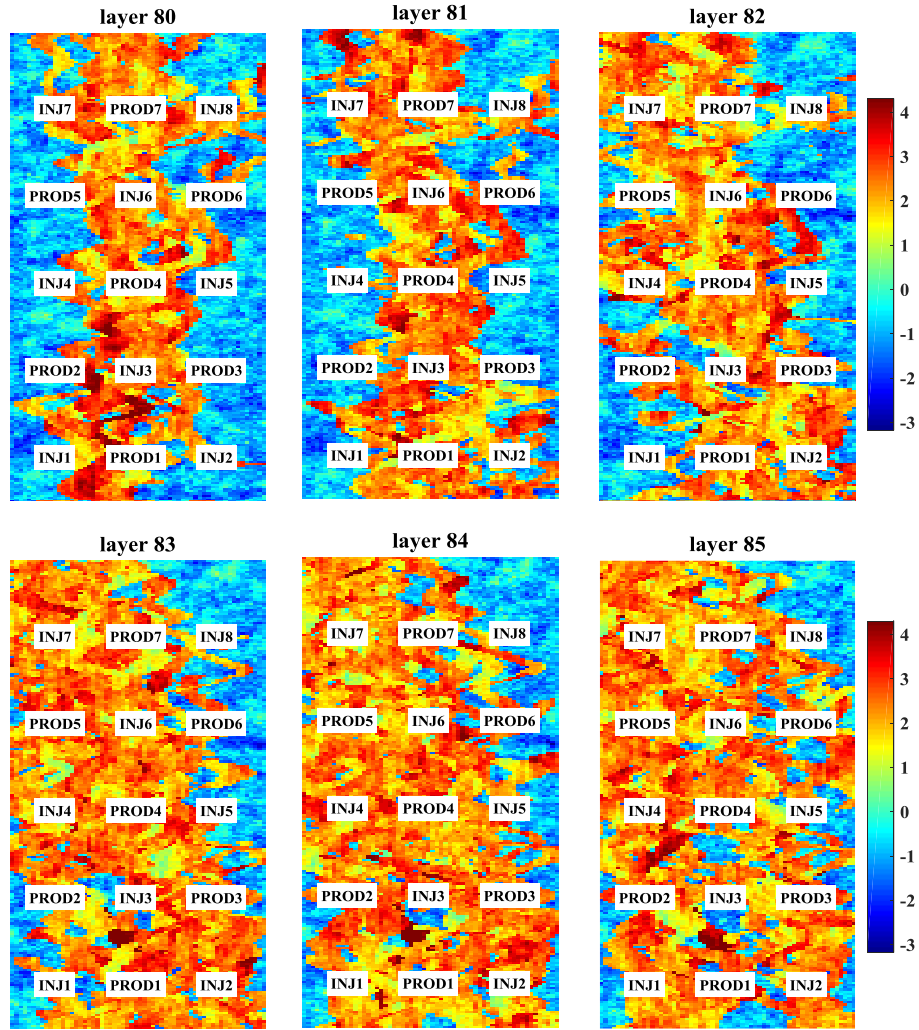 layer 80 layer 81 layer 82
INJ7 PROD7 INJ8 INJ7 PROD7 INJ8 INJ7 PROD7 INJ8
PROD5 INJ6 PROD6 PROD5 INJ6 PROD6 PROD5 INJ6 PROD6
INJ4 PROD4 INJ5 INJ4 PROD4 INJ5 INJ4 PROD4 INJ5
PROD2 INJ3 PROD3 PROD2 INJ3 PROD3 PROD2 INJ3 PROD3
INJ1 PROD1 INJ2 INJ1 PROD1 INJ2 INJ1 PROD1 INJ2
4
3
2
1
0
-1
-2
-3
layer 83 layer 84 layer 85
INJ7 PROD7 INJ8 INJ7 PROD7 INJ8 INJ7 PROD7 INJ8
PROD5 INJ6 PROD6 PROD5 INJ6 PROD6 PROD5 INJ6 PROD6
INJ4 PROD4 INJ5 INJ4 PROD4 INJ5 INJ4 PROD4 INJ5
PROD2 INJ3 PROD3 PROD2 INJ3 PROD3 PROD2 INJ3 PROD3
INJ1 PROD1 INJ2 INJ1 PROD1 INJ2 INJ1 PROD1 INJ2
4
3
2
1
0
-1
-2
-3